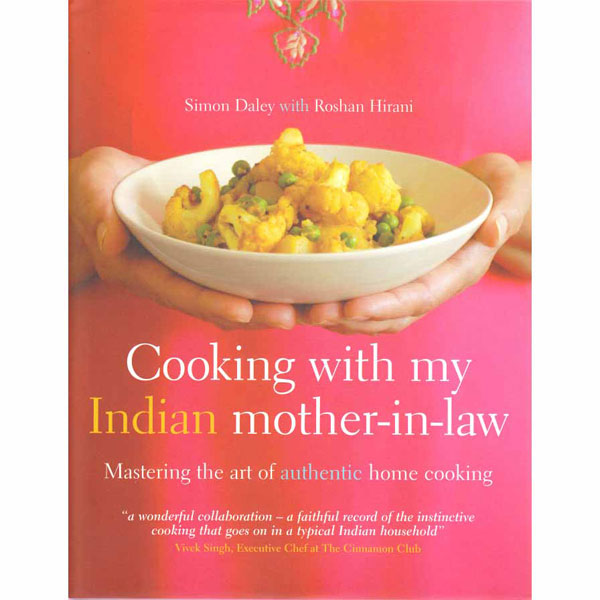 Simon Daley with Roshan Hirani
Cooking with my
Indian mother-in-law
Mastering the art of authentic home cooking
“a wonderful collaboration – a faithful record of the instinctive
cooking that goes on in a typical Indian household”
Vivek Singh, Executive Chef at The Cinnamon Club